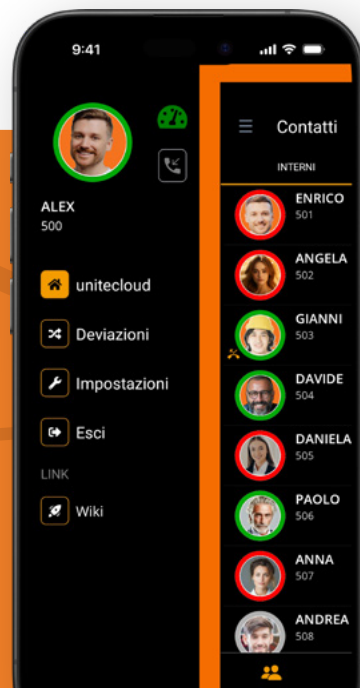 9:41
ALEX
500
unitecloud
Deviazioni
Impostazioni
Esci
LINK
Wiki
Contatti
INTERNI
ENRICO
501
ANGELA
502
GIANNI
503
DAVIDE
504
DANIELA
505
PAOLO
506
ANNA
507
ANDREA
508